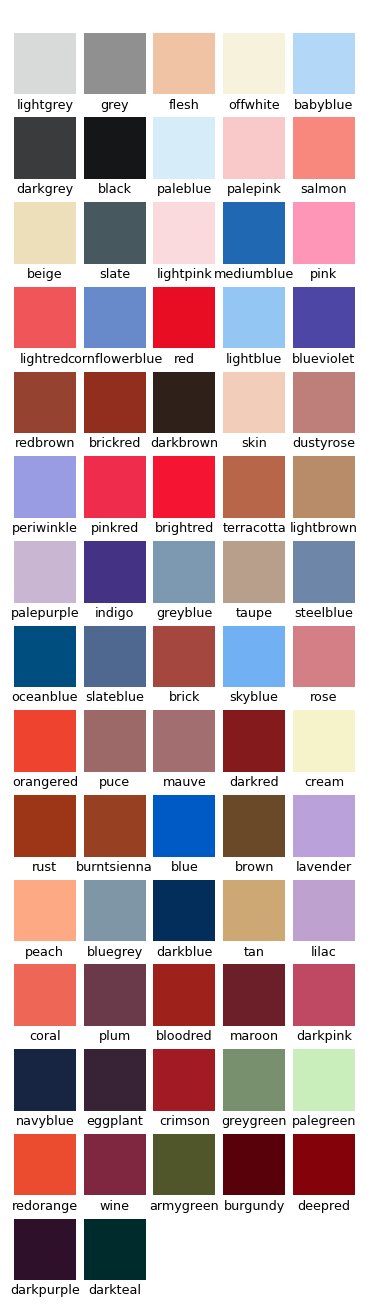 lightgrey grey flesh offwhite babyblue
darkgrey black paleblue palepink salmon
beige slate lightpink mediumblue pink
lightred cornflowerblue red lightblue blueviolet
redbrown brickred darkbrown skin dustyrose
periwinkle pinkred brightred terracotta lightbrown
palepurple indigo greyblue taupe steelblue
oceanblue slateblue brick skyblue rose
orangered puce mauve darkred cream
rust burntsienna blue brown lavender
peach bluegrey darkblue tan lilac
coral plum bloodred maroon darkpink
navyblue eggplant crimson greygreen palegreen
redorange wine armygreen burgundy deepred
darkpurple darkteal